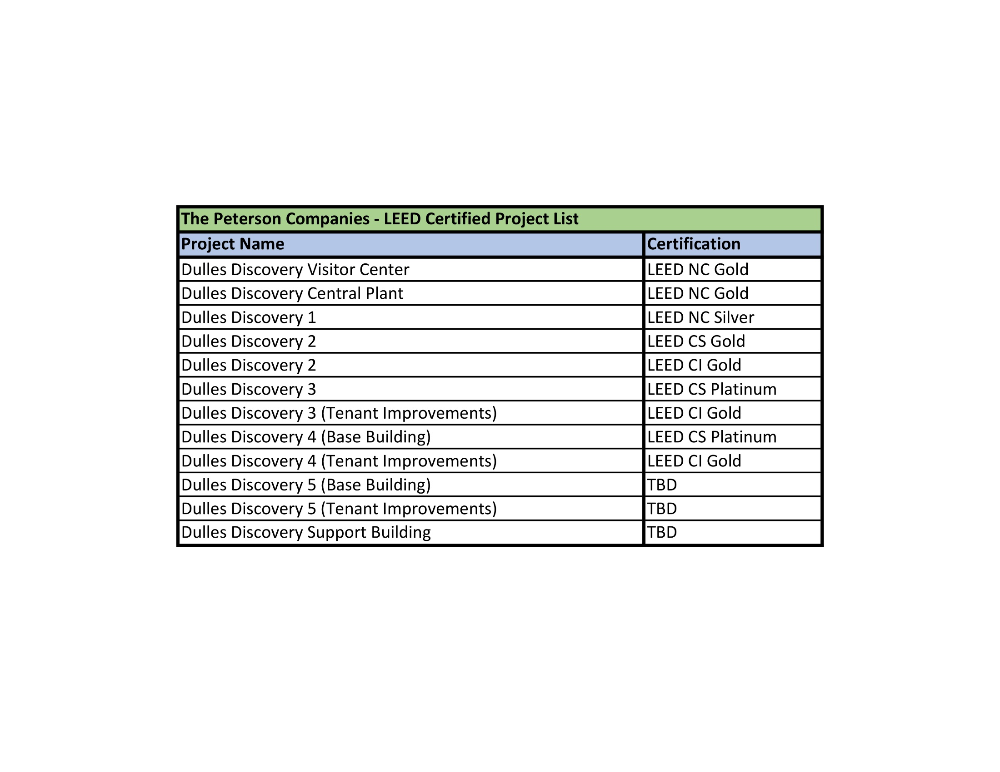 The Peterson Companies - LEED Certified Project List
Project Name Certification
Dulles Discovery Visitor Center LEED NC Gold
Dulles Discovery Central Plant LEED NC Gold
Dulles Discovery 1 LEED NC Silver
Dulles Discovery 2 LEED CS Gold
Dulles Discovery 2 LEED CI Gold
Dulles Discovery 3 LEED CS Platinum
Dulles Discovery 3 (Tenant Improvements) LEED CI Gold
Dulles Discovery 4 (Base Building) LEED CS Platinum
Dulles Discovery 4 (Tenant Improvements) LEED CI Gold
Dulles Discovery 5 (Base Building) TBD
Dulles Discovery 5 (Tenant Improvements) TBD
Dulles Discovery Support Building TBD